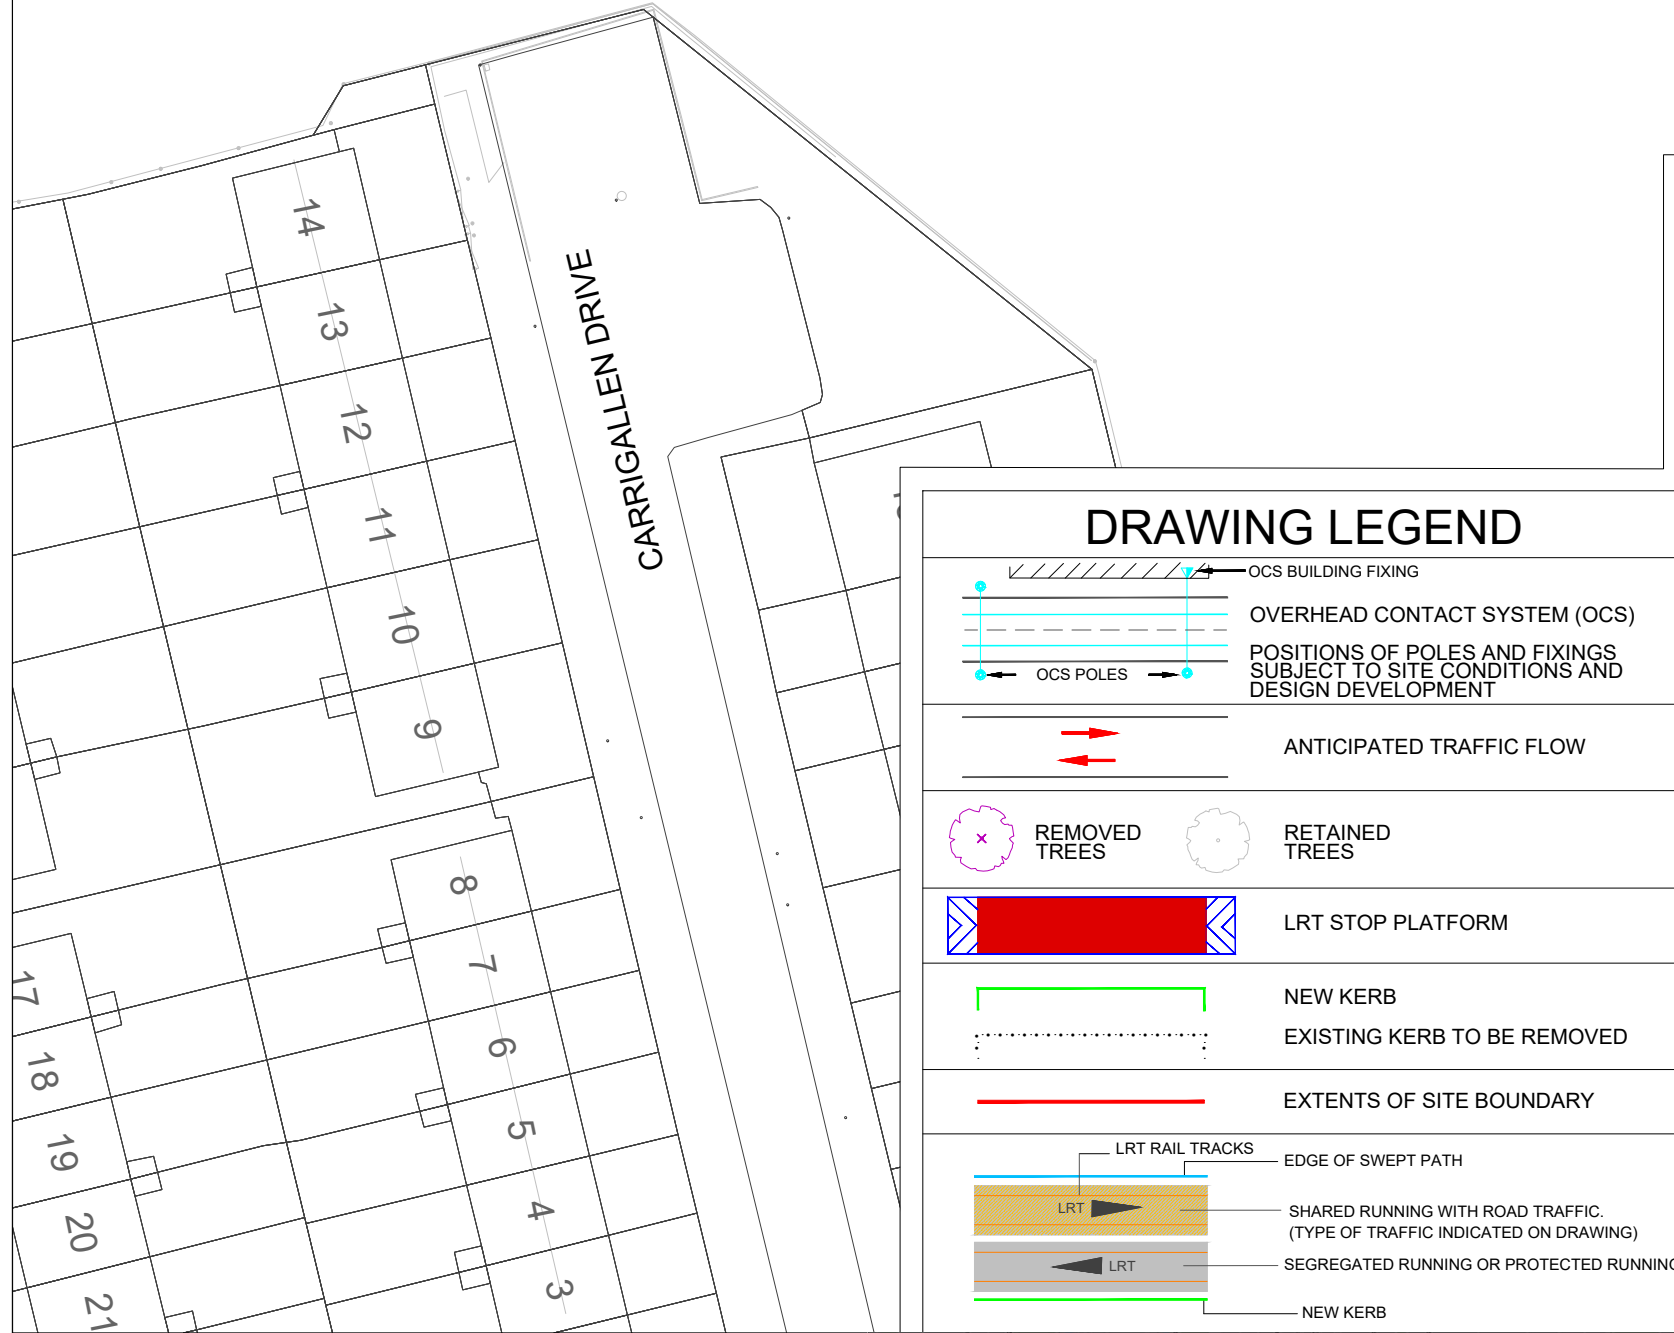 14
13
12
11
10
9
8
7
6
5
4
3
17
18
19
20
21
CARRIGALLEN DRIVE
DRAWING LEGEND
OCS BUILDING FIXING
OVERHEAD CONTACT SYSTEM (OCS)
POSITIONS OF POLES AND FIXINGS
SUBJECT TO SITE CONDITIONS AND
DESIGN DEVELOPMENT
OCS POLES
ANTICIPATED TRAFFIC FLOW
REMOVED
TREES
RETAINED
TREES
LRT STOP PLATFORM
NEW KERB
EXISTING KERB TO BE REMOVED
EXTENTS OF SITE BOUNDARY
LRT RAIL TRACKS
EDGE OF SWEPT PATH
LRT
SHARED RUNNING WITH ROAD TRAFFIC.
(TYPE OF TRAFFIC INDICATED ON DRAWING)
LRT
SEGREGATED RUNNING OR PROTECTED RUNNING
NEW KERB